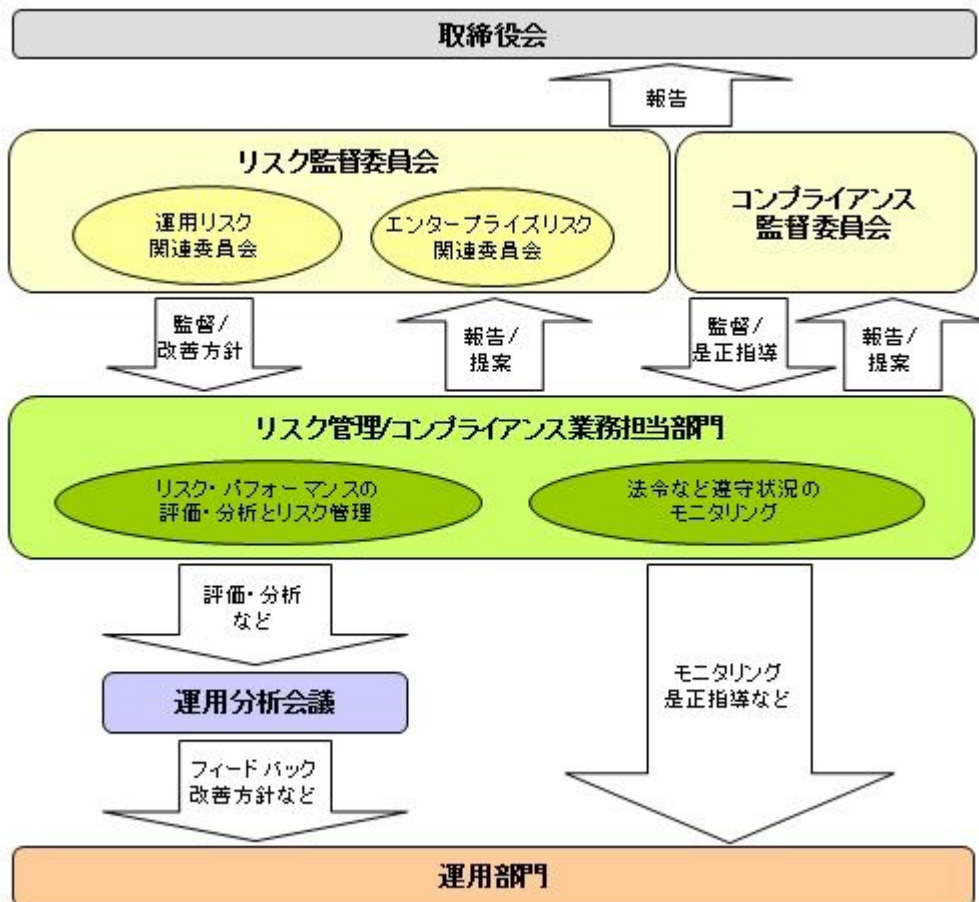 取締役会
報告
リスク監督委員会
運用リスク
関連委員会
エンタープライズリスク
関連委員会
コンプライアンス
監督委員会
監督/
改善方針
報告/
提案
監督/
是正指導
報告/
提案
リスク管理/コンプライアンス業務担当部門
リスク・パフォーマンスの
評価・分析とリスク管理
法令など遵守状況の
モニタリング
評価・分析
など
運用分析会議
モニタリング
是正指導など
フィードバック
改善方針など
運用部門